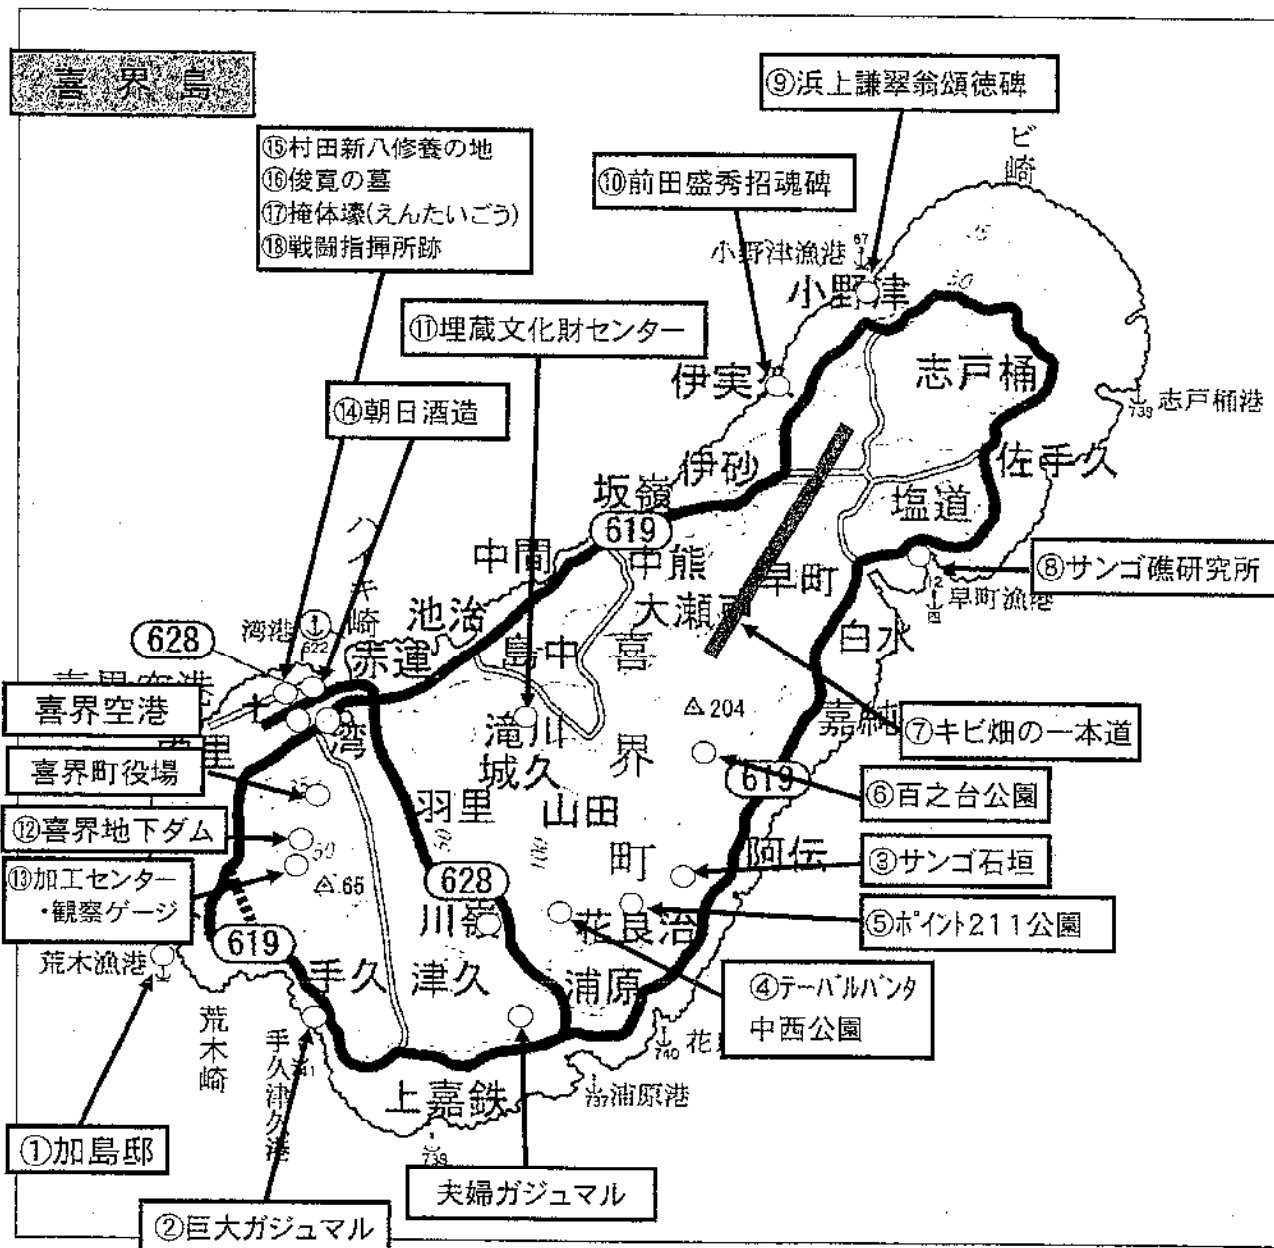 喜界島
⑨浜上謙翠翁頌徳碑
⑮村田新八修養の地
⑯俊寛の墓
⑰掩体壕(えんたいごう)
⑱戦闘指揮所跡
⑩前田盛秀招魂碑
ビ崎
小野津漁港
67
小野津
50
⑪埋蔵文化財センター
伊実久
志戸桶
志戸桶港
739
⑭朝日酒造
伊砂
佐手久
坂嶺
塩道
619
中間
中熊
早町
⑧サンゴ礁研究所
早町漁港
池治
大瀬戸
白水
湾港
622
628
赤連
島中
喜界町
204
嘉純
喜界空港
湾
滝川
城久
⑦キビ畑の一本道
喜界町役場
619
⑥百之台公園
羽里
山田
50
100
⑫喜界地下ダム
50
阿伝
③サンゴ石垣
⑬加工センター
・観察ゲージ
65
628
川嶺
花良治
⑤ポイント211公園
荒木漁港
619
手久津久
浦原
④テーバルバンタ
中西公園
荒木崎
手久津久港
740
花
上嘉鉄
737
浦原港
①加島邸
739
夫婦ガジュマル
②巨大ガジュマル